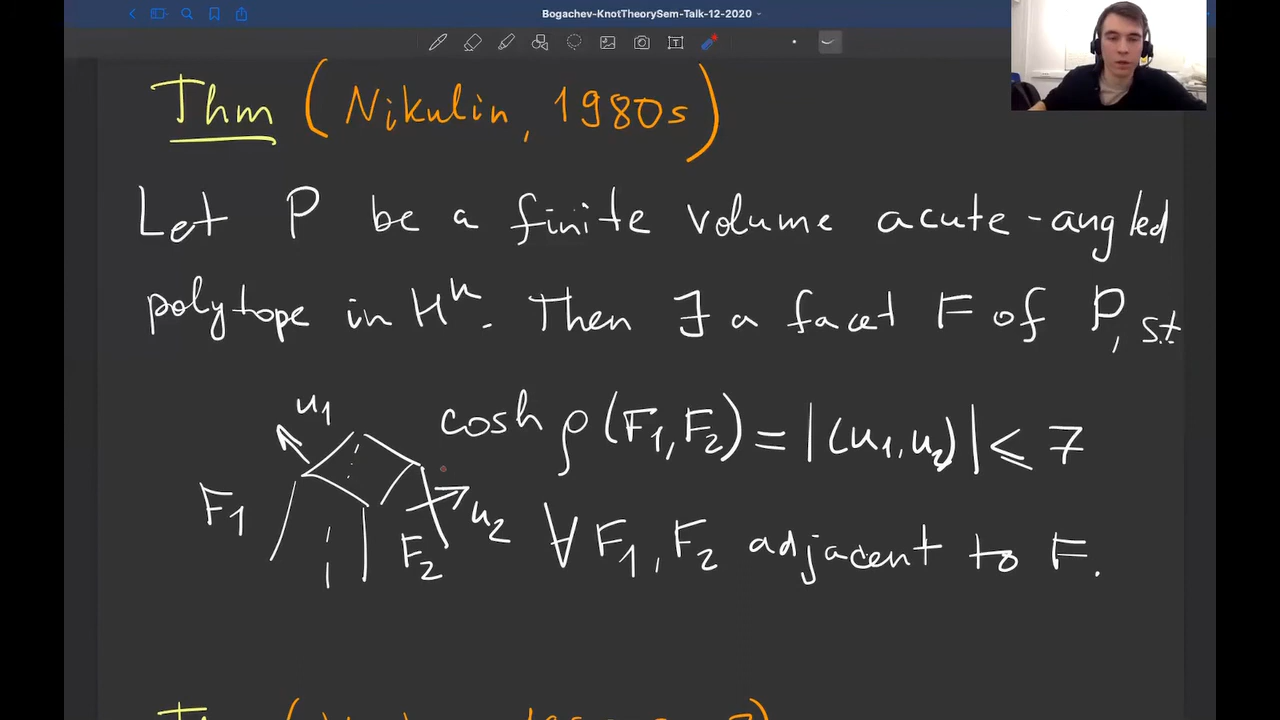 Bogachev-KnotTheorySem-Talk-12-2020
Thm (Nikulin, 1980s)
Let P be a finite volume acute-angled
polytope in Hⁿ. Then ∃ a facet F of P, s.t.
u₁
cosh ρ(F₁, F₂) = |(u₁, u₂)| ≤ 7
F₁
F₂
u₂
∀ F₁, F₂ adjacent to F.